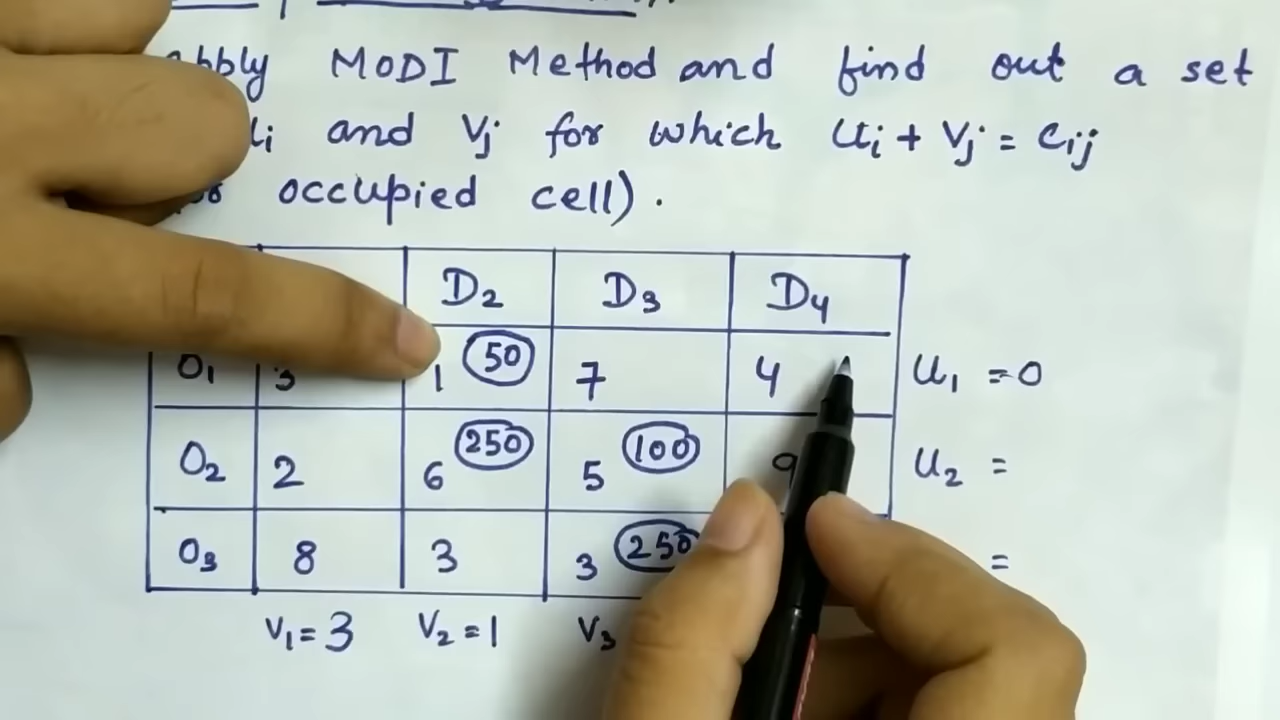 MODI Method and find out a set
and Vj for which Ui + Vj = Cij
occupied cell).
D2 D3 D4
O1 3 1 50 7 4 U1 = 0
O2 2 6 250 5 100 9 U2 =
O3 8 3 3 250 =
V1 = 3 V2 = 1 V3